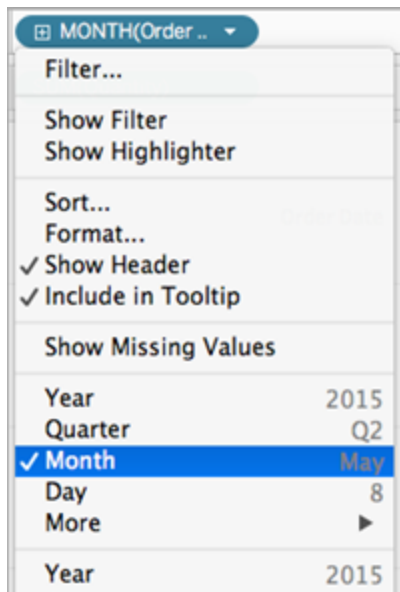 MONTH(Order ..
Filter...
Show Filter
Show Highlighter
Sort...
Format...
Show Header
Include in Tooltip
Show Missing Values
Year 2015
Quarter Q2
Month May
Day 8
More
Year 2015